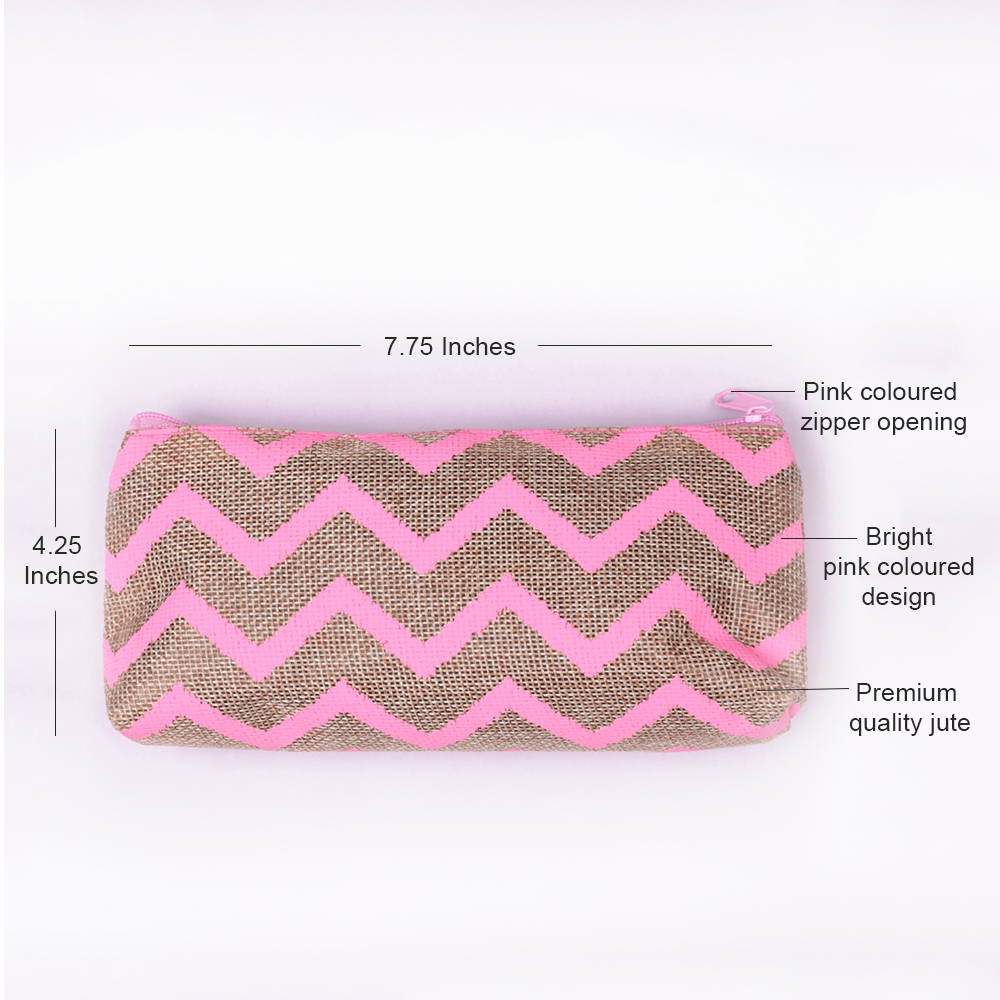 7.75 Inches
Pink coloured
zipper opening
4.25
Inches
Bright
pink coloured
design
Premium
quality jute